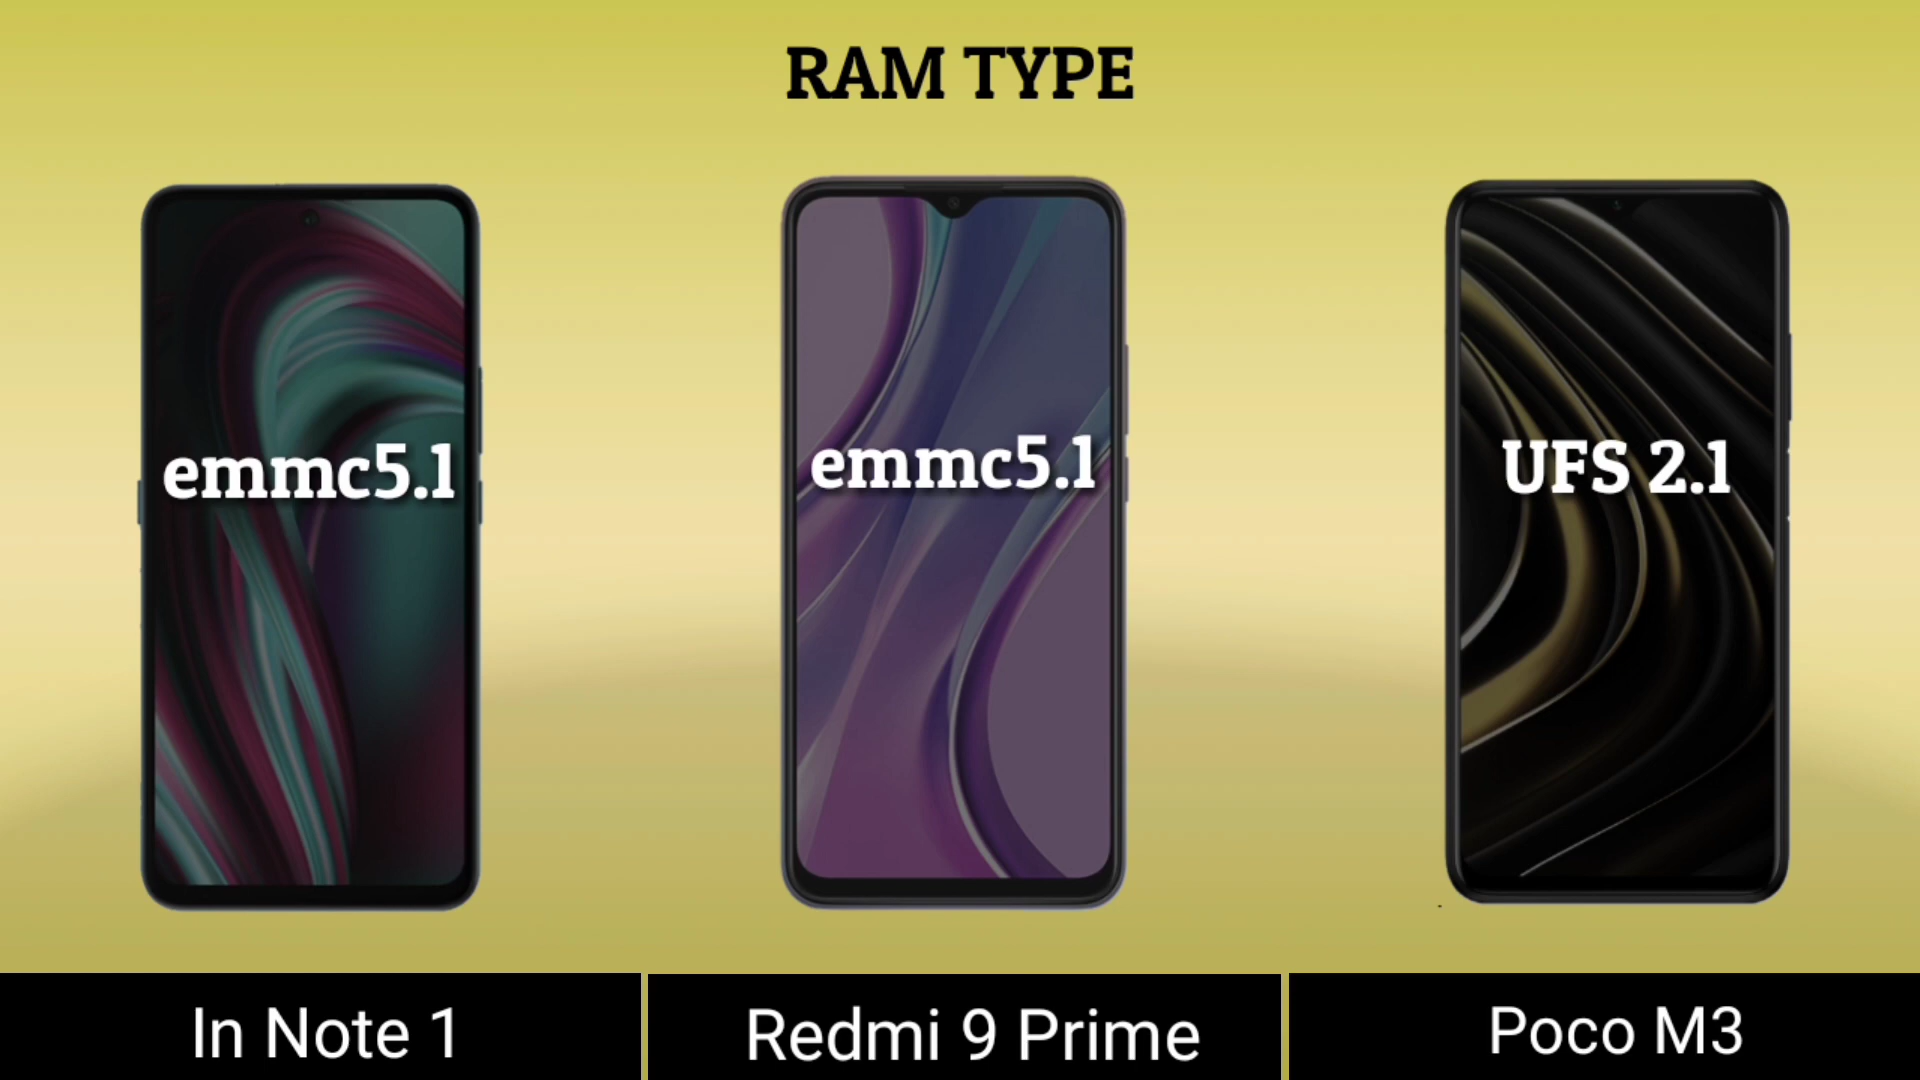 RAM TYPE
emmc5.1
emmc5.1
UFS 2.1
In Note 1
Redmi 9 Prime
Poco M3